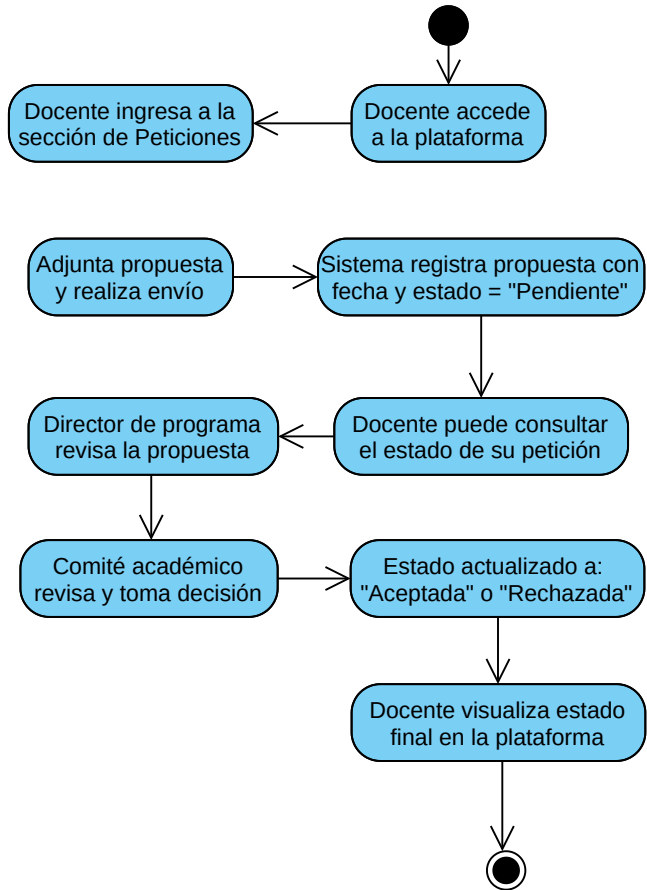 Docente accede
a la plataforma
Docente ingresa a la
sección de Peticiones
Adjunta propuesta
y realiza envío
Sistema registra propuesta con
fecha y estado = "Pendiente"
Docente puede consultar
el estado de su petición
Director de programa
revisa la propuesta
Comité académico
revisa y toma decisión
Estado actualizado a:
"Aceptada" o "Rechazada"
Docente visualiza estado
final en la plataforma